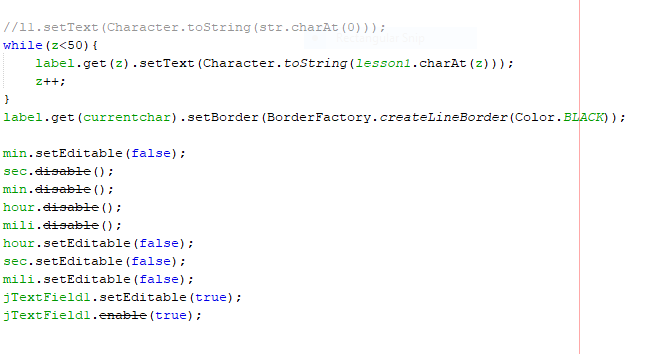 //l1.setText(Character.toString(str.charAt(0)));
while(z<50){
label.get(z).setText(Character.toString(lesson1.charAt(z)));
z++;
}
label.get(currentchar).setBorder(BorderFactory.createLineBorder(Color.BLACK));
min.setEditable(false);
sec.disable();
min.disable();
hour.disable();
mili.disable();
hour.setEditable(false);
sec.setEditable(false);
mili.setEditable(false);
jTextField1.setEditable(true);
jTextField1.enable(true);